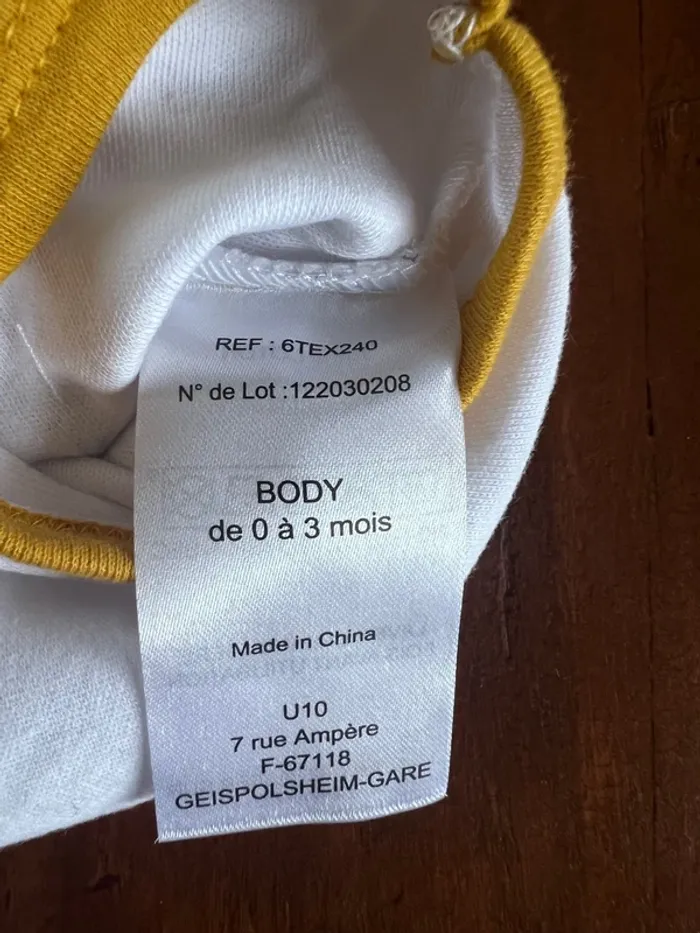 REF : 6TEX240
N° de Lot :122030208
BODY
de 0 à 3 mois
Made in China
U10
7 rue Ampère
F-67118
GEISPOLSHEIM-GARE